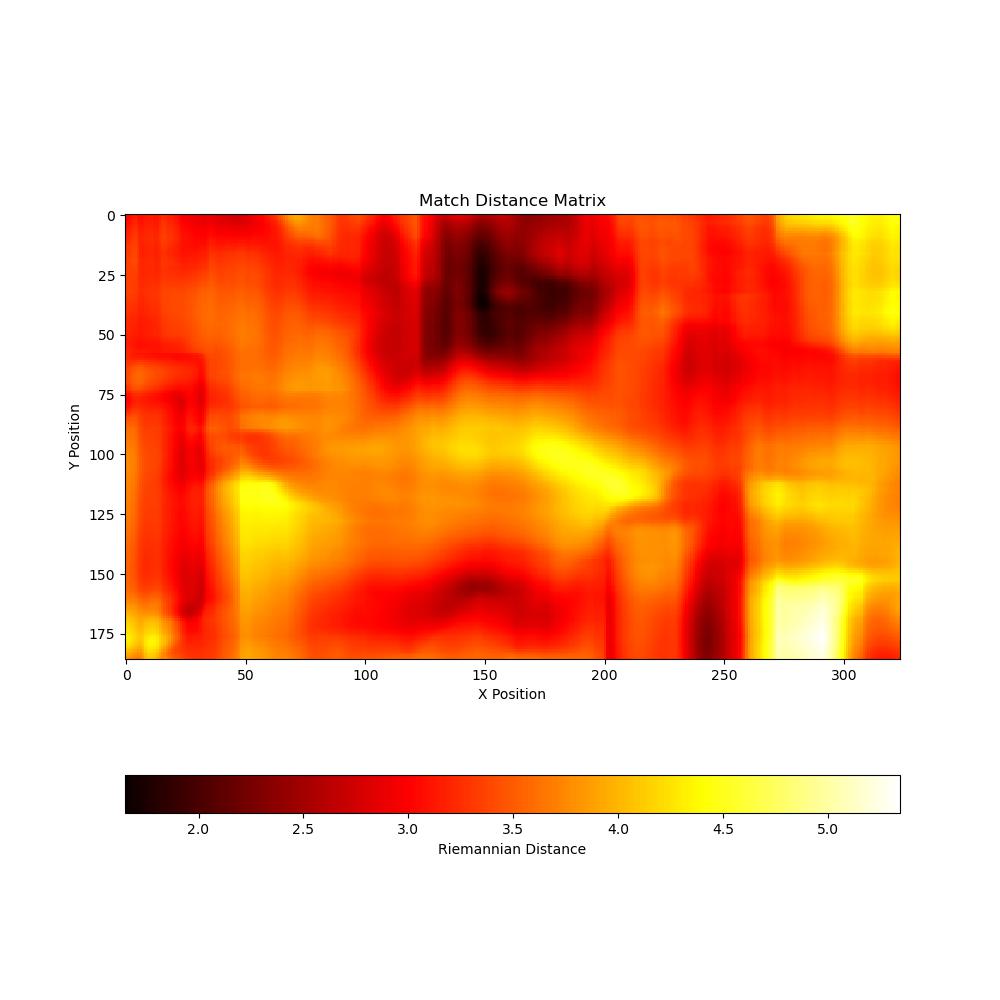 Match Distance Matrix
0
25
50
75
100
125
150
175
Y Position
0 50 100 150 200 250 300
X Position
2.0 2.5 3.0 3.5 4.0 4.5 5.0
Riemannian Distance